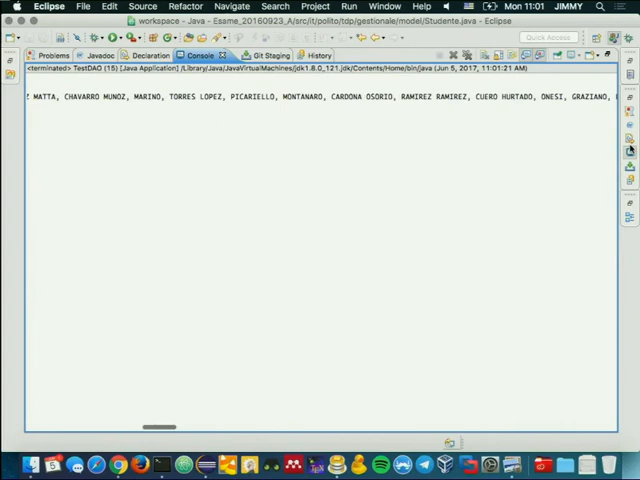 Eclipse File Edit Source Refactor Navigate Search Project Run Window Help Mon 11:01 JIMMY
workspace - Java - Esame_20160923_A/src/it/polito/tdp/gestionale/model/Studente.java - Eclipse
Quick Access
Problems Javadoc Declaration Console Git Staging History
<terminated> TestDAO (15) [Java Application] /Library/Java/JavaVirtualMachines/jdk1.8.0_121.jdk/Contents/Home/bin/java (Jun 5, 2017, 11:01:21 AM)
Z MATTA, CHAVARRO MUNOZ, MARINO, TORRES LOPEZ, PICARIELLO, MONTANARO, CARDONA OSORIO, RAMIREZ RAMIREZ, CUERO HURTADO, ONESI, GRAZIANO,
5